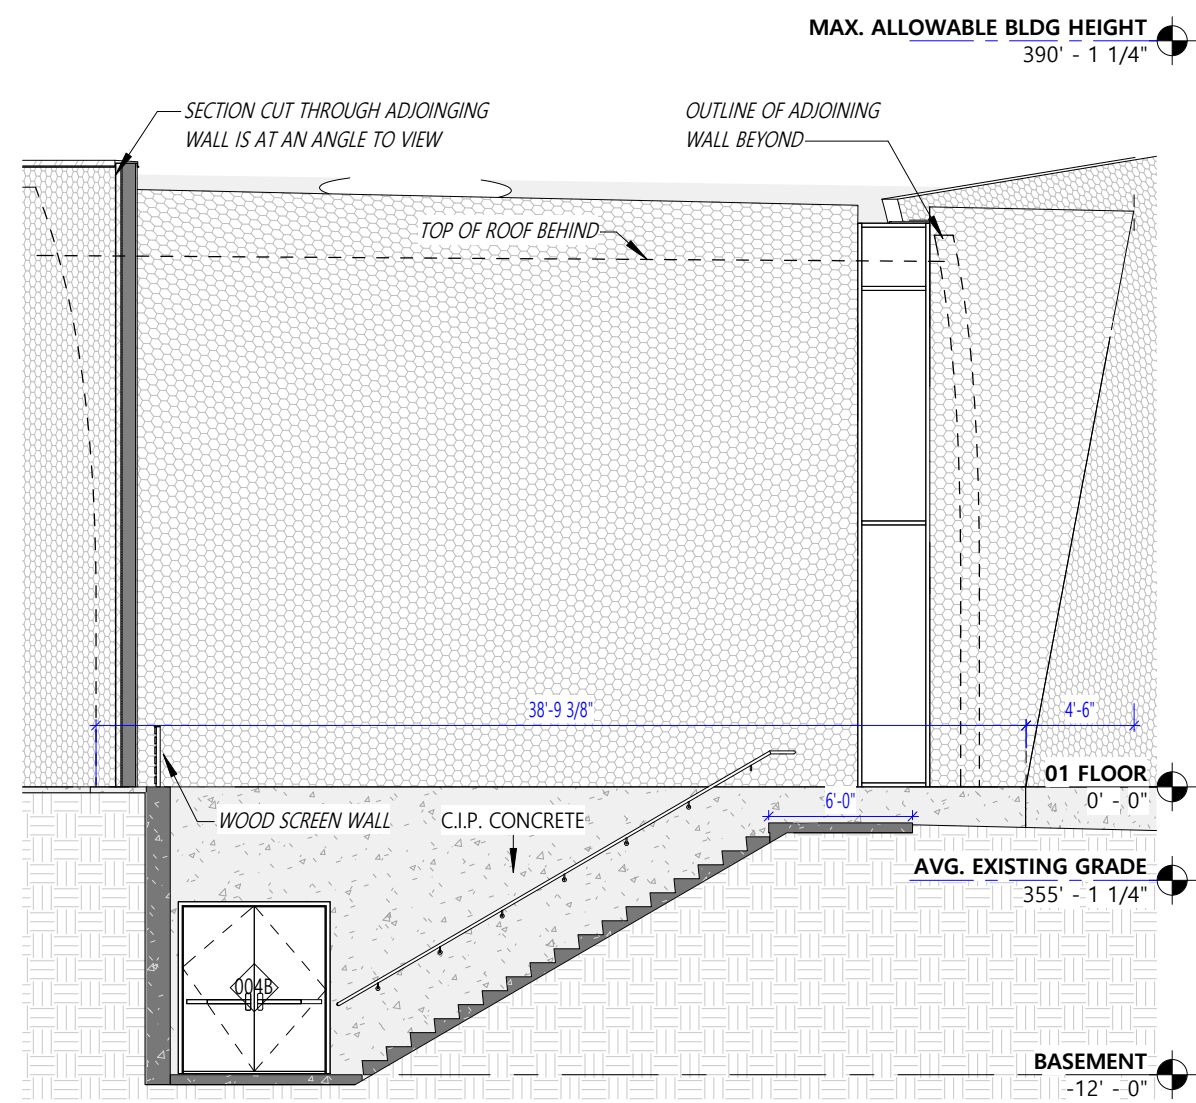 MAX. ALLOWABLE BLDG HEIGHT
390' - 1 1/4"
SECTION CUT THROUGH ADJOINGING
WALL IS AT AN ANGLE TO VIEW
OUTLINE OF ADJOINING
WALL BEYOND
TOP OF ROOF BEHIND
38'-9 3/8"
4'-6"
01 FLOOR
0' - 0"
6'-0"
WOOD SCREEN WALL
C.I.P. CONCRETE
AVG. EXISTING GRADE
355' - 1 1/4"
004B
BASEMENT
-12' - 0"